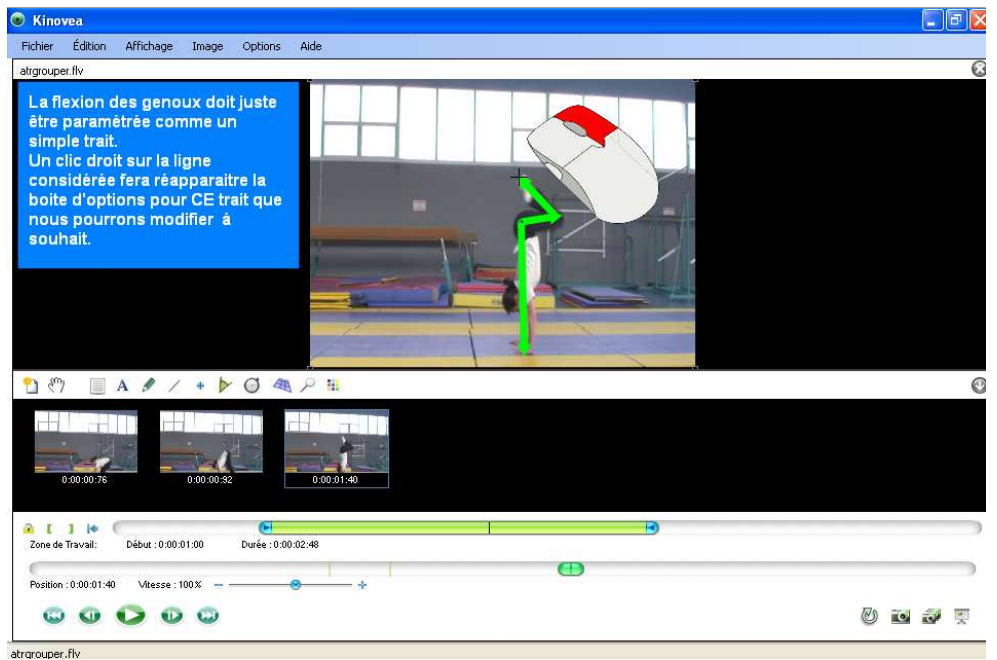 Kinovea
Fichier Édition Affichage Image Options Aide
atrgrouper.flv
La flexion des genoux doit juste
être paramétrée comme un
simple trait.
Un clic droit sur la ligne
considérée fera réapparaitre la
boite d'options pour CE trait que
nous pourrons modifier à
souhait.
A
0:00:00:76 0:00:00:92 0:00:01:40
Zone de Travail: Début : 0:00:01:00 Durée : 0:00:02:48
Position : 0:00:01:40 Vitesse : 100%
atrgrouper.flv